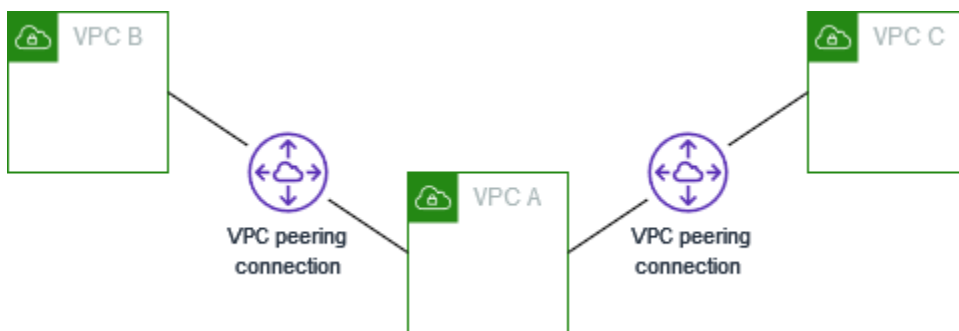 VPC B
VPC C
VPC A
VPC peering
connection
VPC peering
connection